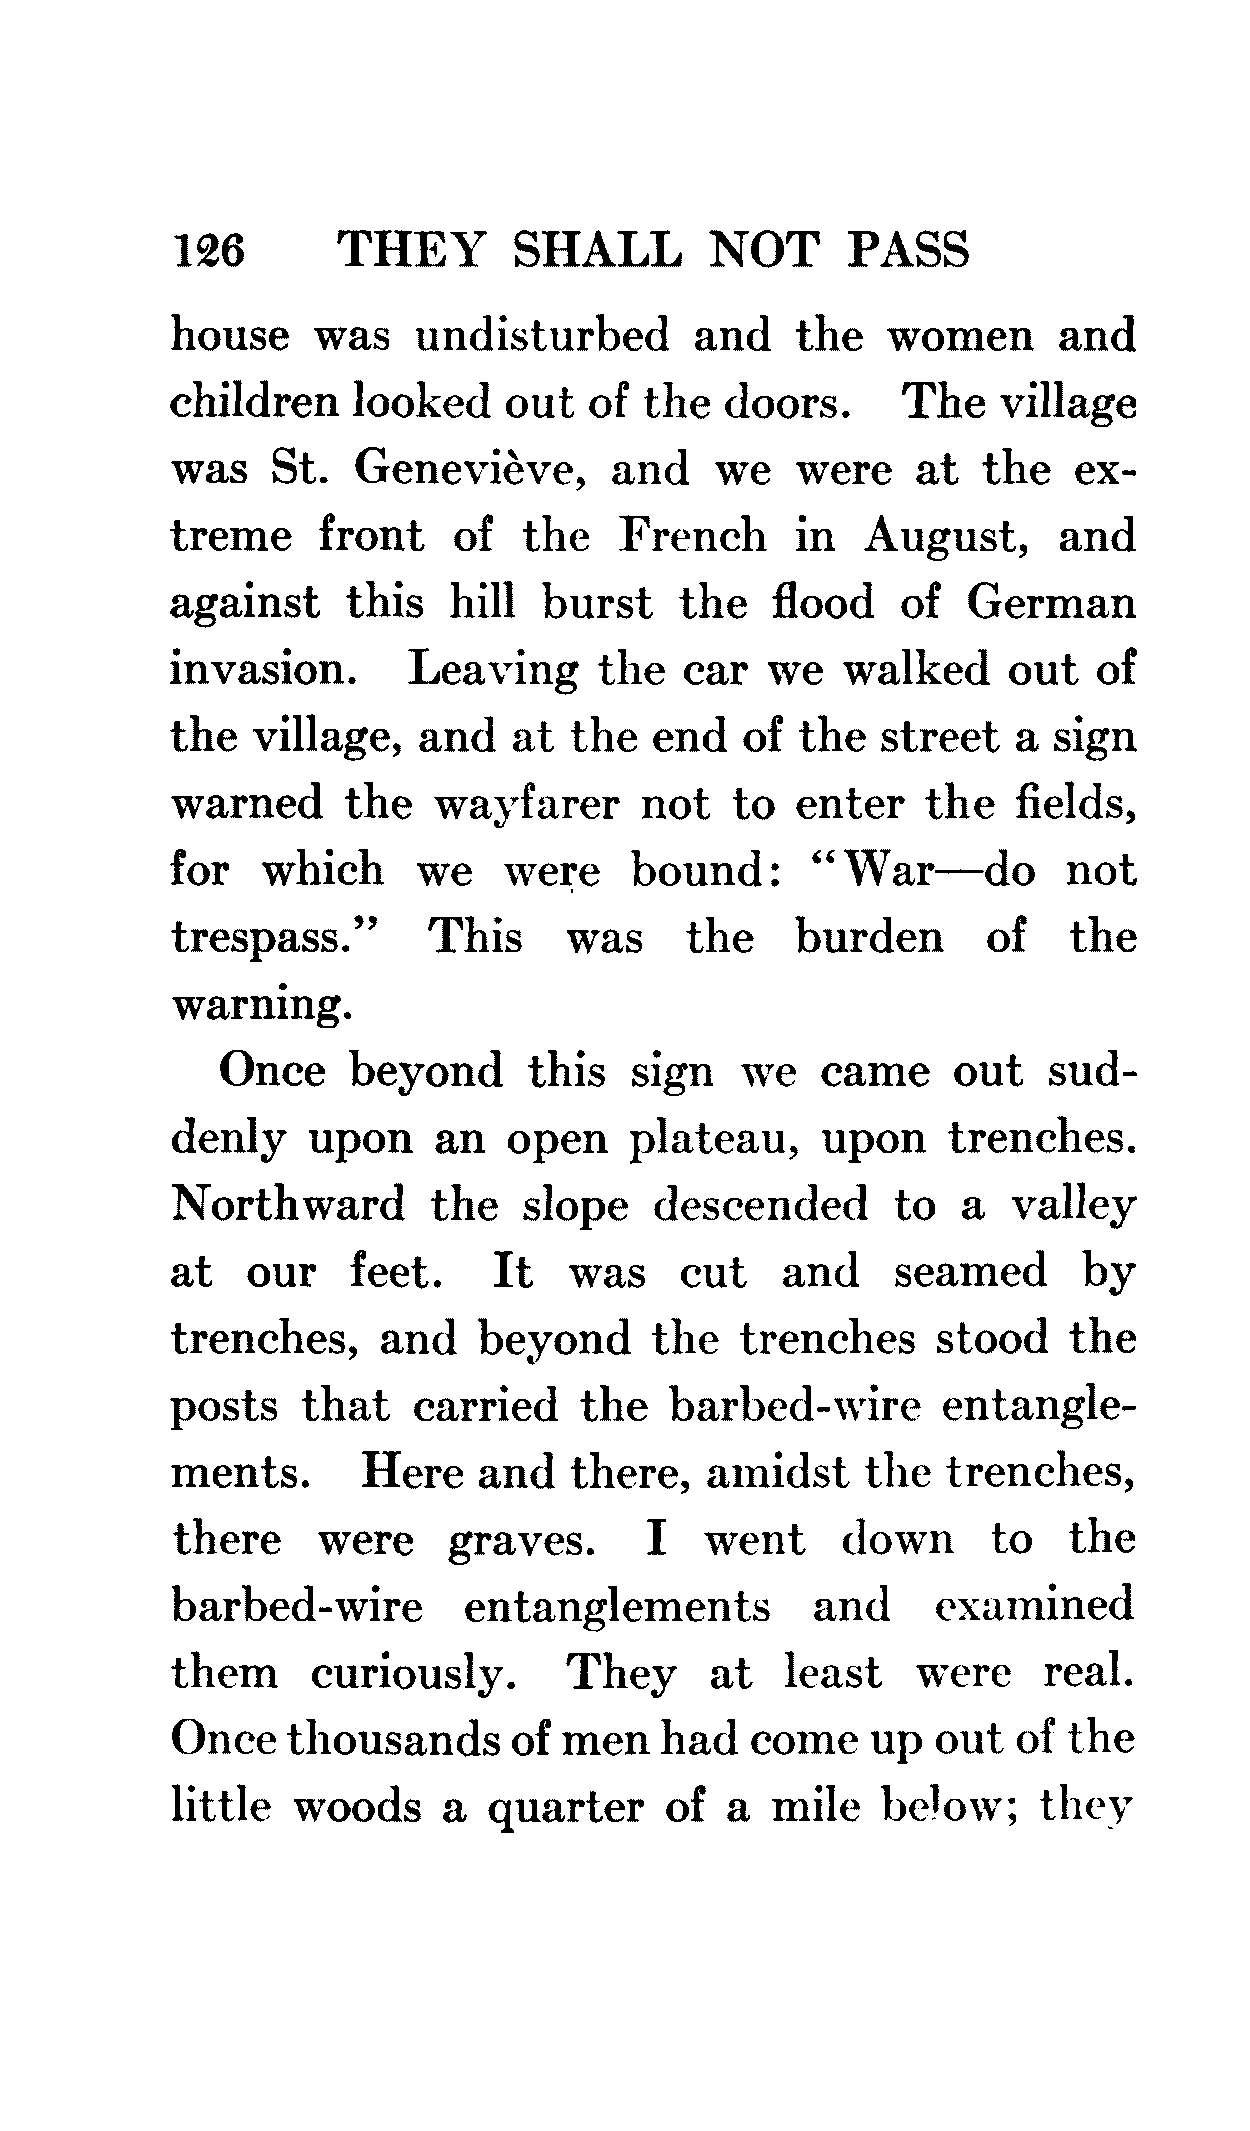 126 THEY SHALL NOT PASS
house was undisturbed and the women and
children looked out of the doors. The village
was St. Geneviève, and we were at the ex-
treme front of the French in August, and
against this hill burst the flood of German
invasion. Leaving the car we walked out of
the village, and at the end of the street a sign
warned the wayfarer not to enter the fields,
for which we were bound: "War—do not
trespass." This was the burden of the
warning.
Once beyond this sign we came out sud-
denly upon an open plateau, upon trenches.
Northward the slope descended to a valley
at our feet. It was cut and seamed by
trenches, and beyond the trenches stood the
posts that carried the barbed-wire entangle-
ments. Here and there, amidst the trenches,
there were graves. I went down to the
barbed-wire entanglements and examined
them curiously. They at least were real.
Once thousands of men had come up out of the
little woods a quarter of a mile below; they